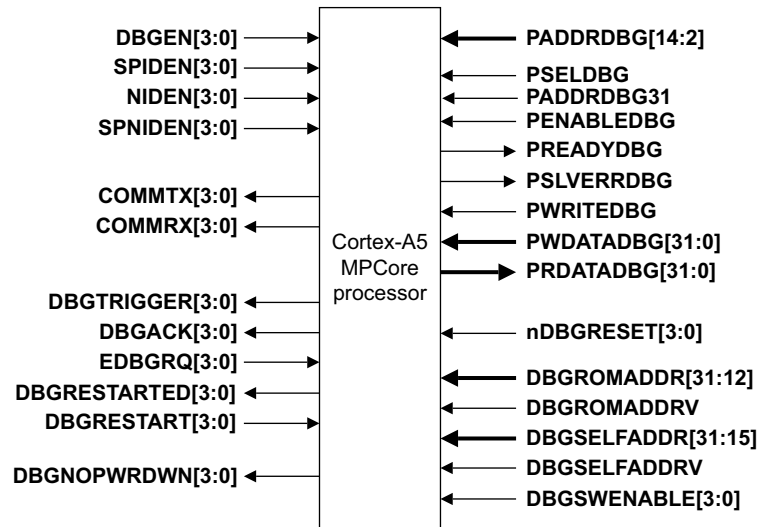 DBGEN[3:0]
SPIDEN[3:0]
NIDEN[3:0]
SPNIDEN[3:0]
COMMTX[3:0]
COMMRX[3:0]
DBGTRIGGER[3:0]
DBGACK[3:0]
EDBGRQ[3:0]
DBGRESTARTED[3:0]
DBGRESTART[3:0]
DBGNOPWRDWN[3:0]
Cortex-A5
MPCore
processor
PADDRDBG[14:2]
PSELDBG
PADDRDBG31
PENABLEDBG
PREADYDBG
PSLVERRDBG
PWRITEDBG
PWDATADBG[31:0]
PRDATADBG[31:0]
nDBGRESET[3:0]
DBGROMADDR[31:12]
DBGROMADDRV
DBGSELFADDR[31:15]
DBGSELFADDRV
DBGSWENABLE[3:0]